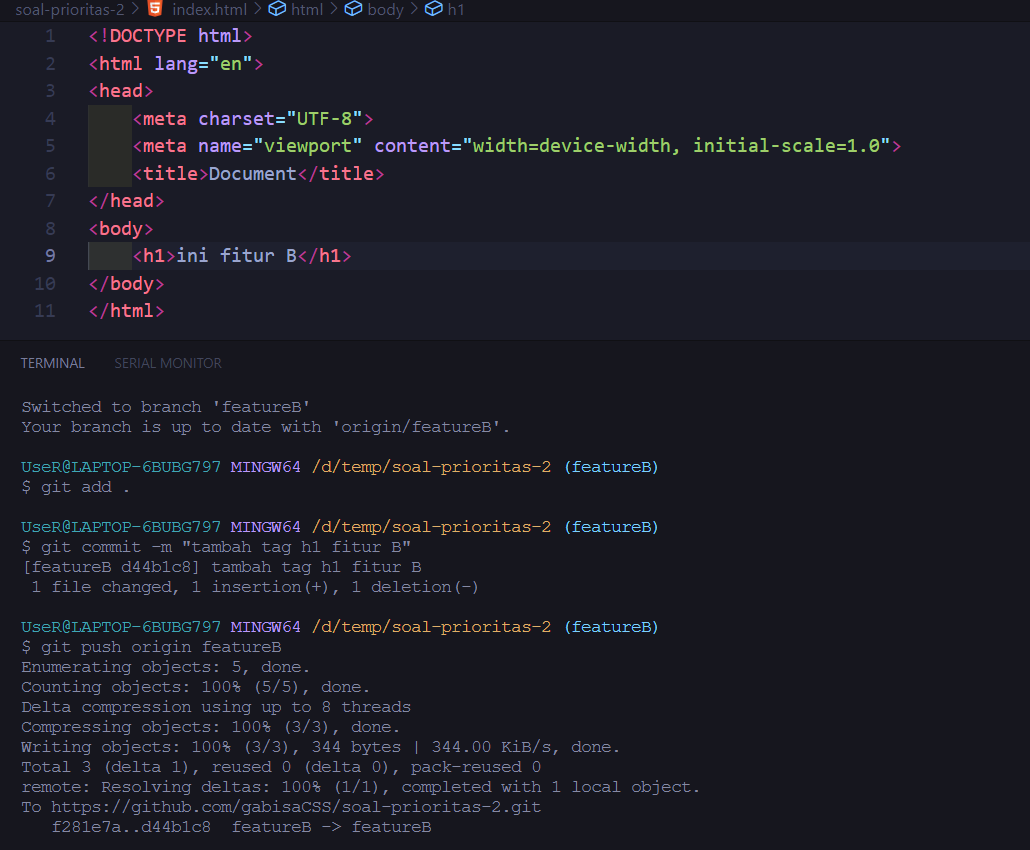 soal-prioritas-2 > index.html > html > body > h1
1 <!DOCTYPE html>
2 <html lang="en">
3 <head>
4     <meta charset="UTF-8">
5     <meta name="viewport" content="width=device-width, initial-scale=1.0">
6     <title>Document</title>
7 </head>
8 <body>
9     <h1>ini fitur B</h1>
10 </body>
11 </html>
TERMINAL SERIAL MONITOR
Switched to branch 'featureB'
Your branch is up to date with 'origin/featureB'.
UseR@LAPTOP-6BUBG797 MINGW64 /d/temp/soal-prioritas-2 (featureB)
$ git add .
UseR@LAPTOP-6BUBG797 MINGW64 /d/temp/soal-prioritas-2 (featureB)
$ git commit -m "tambah tag h1 fitur B"
[featureB d44b1c8] tambah tag h1 fitur B
 1 file changed, 1 insertion(+), 1 deletion(-)
UseR@LAPTOP-6BUBG797 MINGW64 /d/temp/soal-prioritas-2 (featureB)
$ git push origin featureB
Enumerating objects: 5, done.
Counting objects: 100% (5/5), done.
Delta compression using up to 8 threads
Compressing objects: 100% (3/3), done.
Writing objects: 100% (3/3), 344 bytes | 344.00 KiB/s, done.
Total 3 (delta 1), reused 0 (delta 0), pack-reused 0
remote: Resolving deltas: 100% (1/1), completed with 1 local object.
To https://github.com/gabisaCSS/soal-prioritas-2.git
   f281e7a..d44b1c8  featureB -> featureB